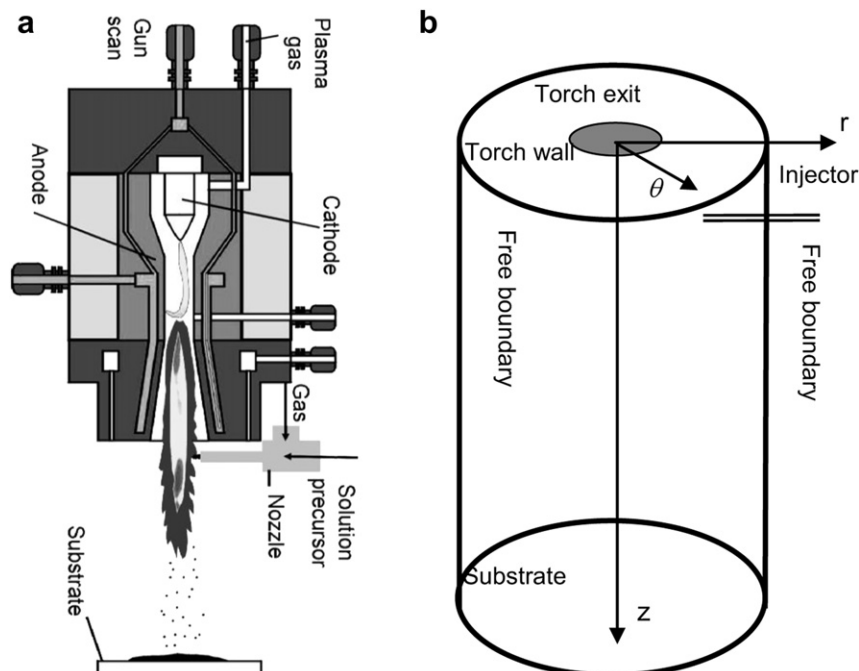 a
Gun
scan
Plasma
gas
Anode
Cathode
Gas
Solution
precursor
Nozzle
Substrate
b
Torch exit
r
Torch wall
Injector
θ
Free boundary
Free boundary
Substrate
z